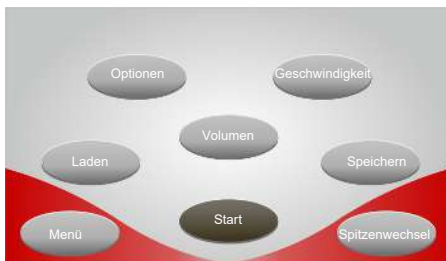 Optionen
Geschwindigkeit
Volumen
Laden
Speichern
Start
Menü
Spitzenwechsel